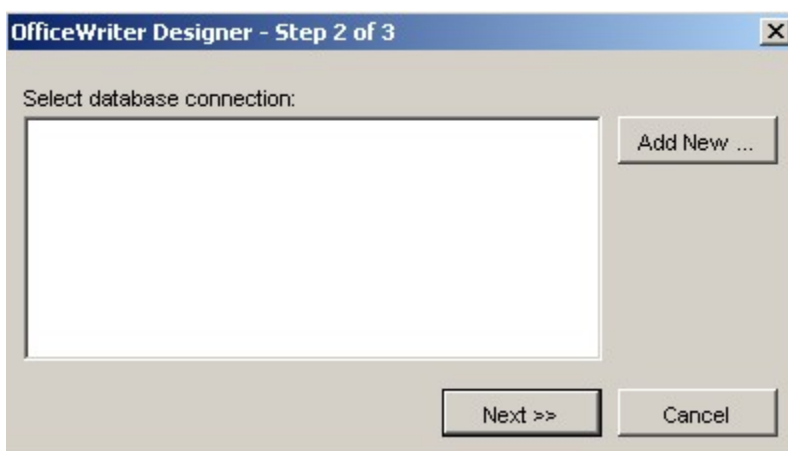 OfficeWriter Designer - Step 2 of 3
Select database connection:
Add New ...
Next >>
Cancel